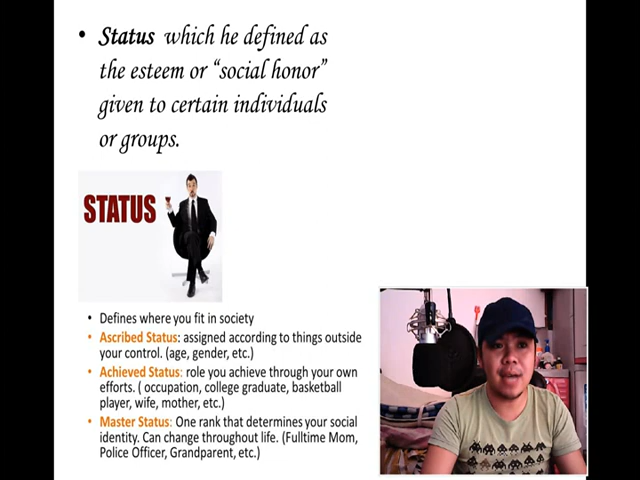 • Status which he defined as
the esteem or “social honor”
given to certain individuals
or groups.
STATUS
• Defines where you fit in society
• Ascribed Status: assigned according to things outside
your control. (age, gender, etc.)
• Achieved Status: role you achieve through your own
efforts. ( occupation, college graduate, basketball
player, wife, mother, etc.)
• Master Status: One rank that determines your social
identity. Can change throughout life. (Fulltime Mom,
Police Officer, Grandparent, etc.)